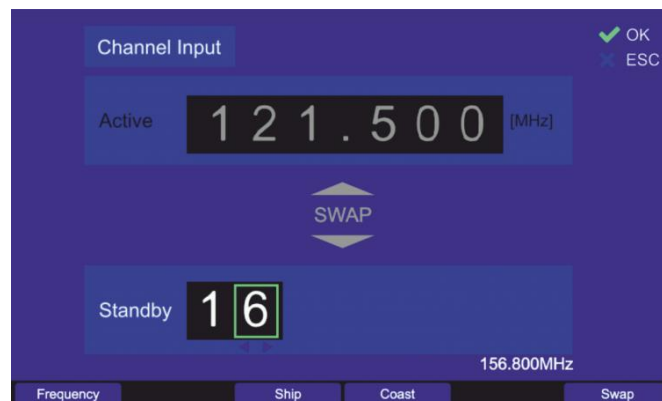 Channel Input
OK
ESC
Active 121.500 [MHz]
SWAP
Standby 16
156.800MHz
Frequency Ship Coast Swap